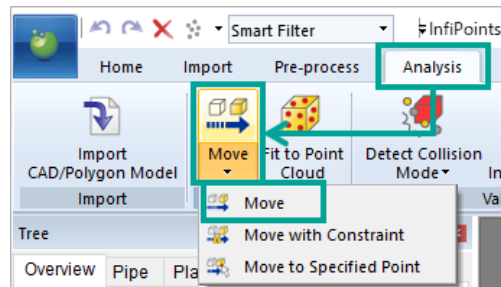 Smart Filter
InfiPoints
Home Import Pre-process Analysis
Import
CAD/Polygon Model
Move
Fit to Point
Cloud
Detect Collision
Mode
Import
Move
Move with Constraint
Move to Specified Point
Tree
Overview Pipe